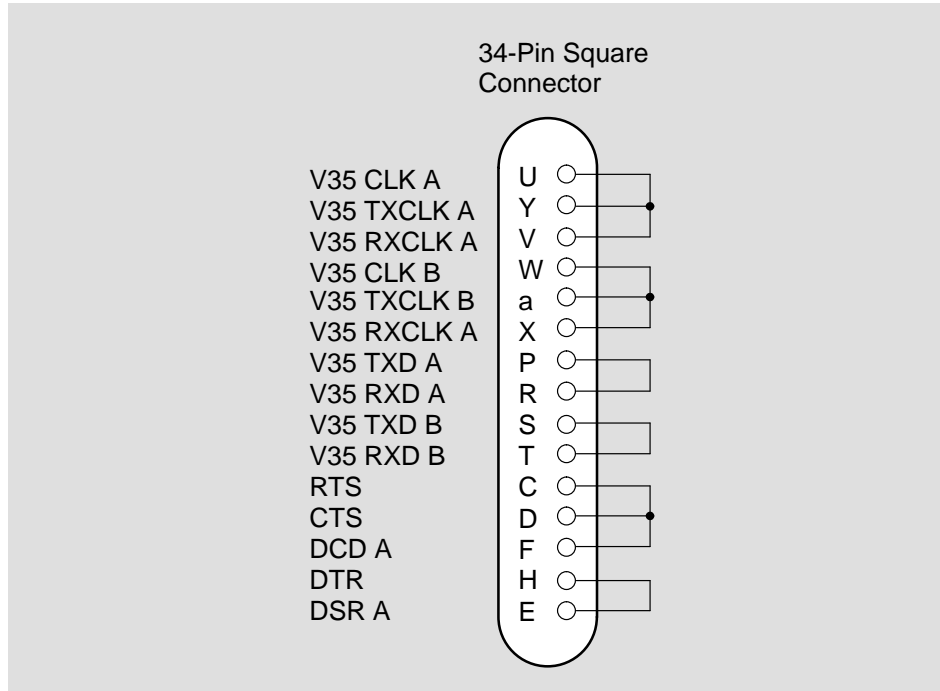 34-Pin Square
Connector
V35 CLK A U
V35 TXCLK A Y
V35 RXCLK A V
V35 CLK B W
V35 TXCLK B a
V35 RXCLK A X
V35 TXD A P
V35 RXD A R
V35 TXD B S
V35 RXD B T
RTS C
CTS D
DCD A F
DTR H
DSR A E